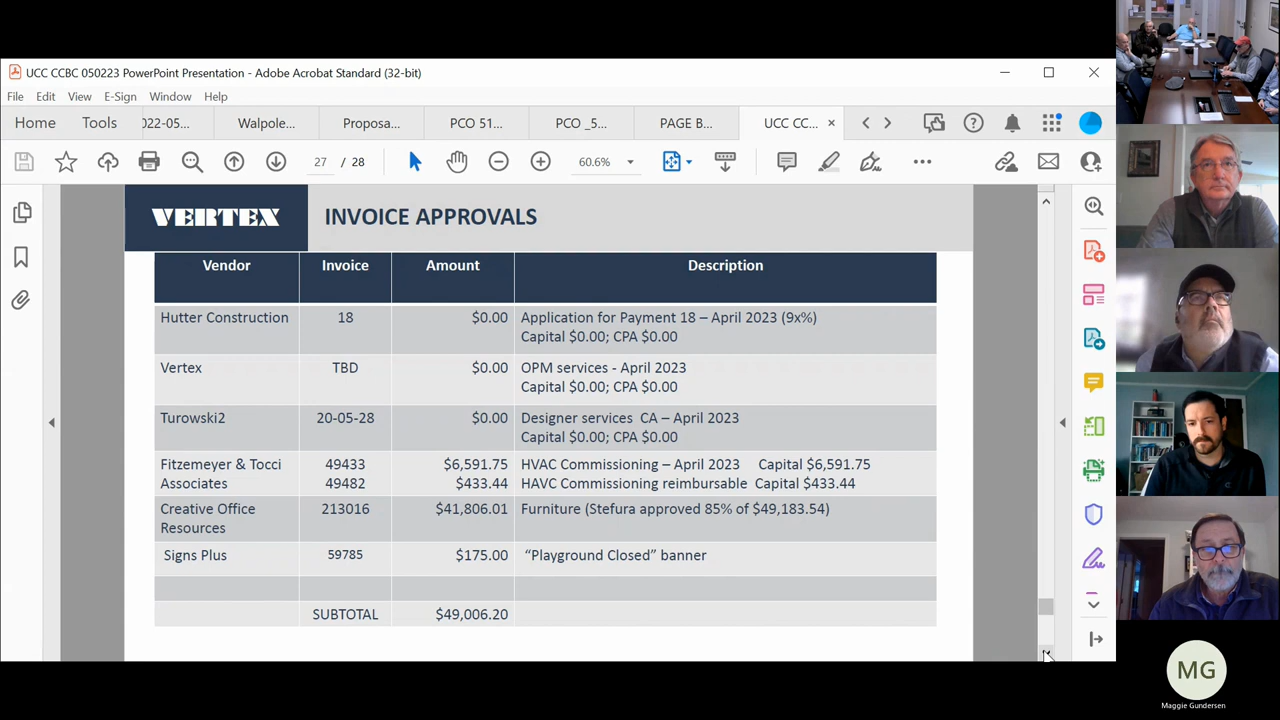 UCC CCBC 050223 PowerPoint Presentation - Adobe Acrobat Standard (32-bit)
File Edit View E-Sign Window Help
Home Tools 022-05... Walpole... Proposa... PCO 51... PCO _5... PAGE B... UCC CC...
27 / 28 60.6%
VERTEX INVOICE APPROVALS
Vendor Invoice Amount Description
Hutter Construction 18 $0.00 Application for Payment 18 – April 2023 (9x%)
Capital $0.00; CPA $0.00
Vertex TBD $0.00 OPM services - April 2023
Capital $0.00; CPA $0.00
Turowski2 20-05-28 $0.00 Designer services CA – April 2023
Capital $0.00; CPA $0.00
Fitzemeyer & Tocci 49433 $6,591.75 HVAC Commissioning – April 2023 Capital $6,591.75
Associates 49482 $433.44 HAVC Commissioning reimbursable Capital $433.44
Creative Office 213016 $41,806.01 Furniture (Stefura approved 85% of $49,183.54)
Resources
Signs Plus 59785 $175.00 “Playground Closed” banner
SUBTOTAL $49,006.20
MG
Maggie Gundersen